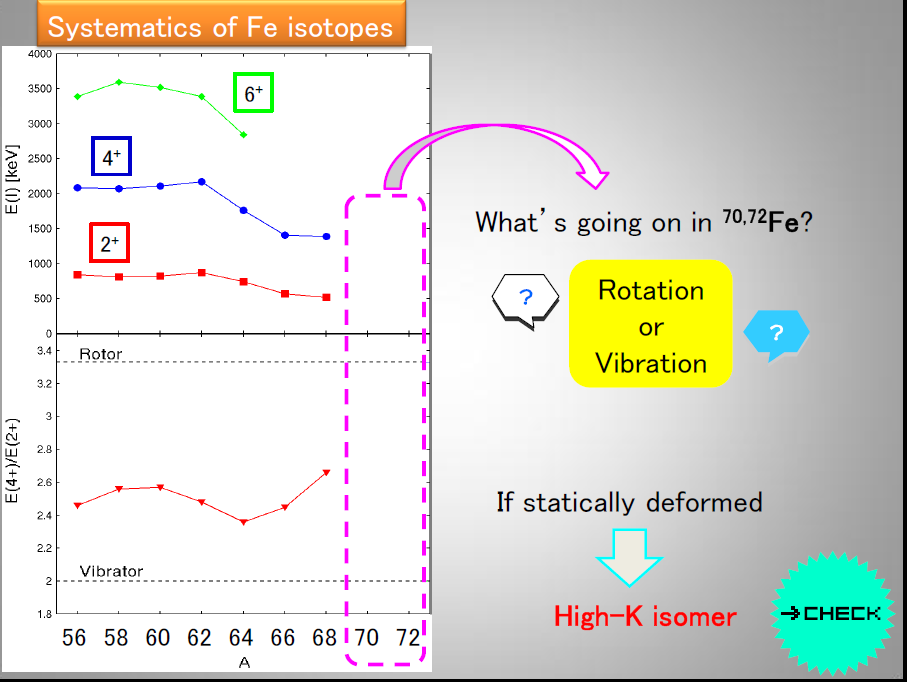 Systematics of Fe isotopes
4000
3500
3000
2500
2000
1500
1000
500
0
E(I) [keV]
6⁺
4⁺
2⁺
3.4
3.2
3
2.8
2.6
2.4
2.2
2
1.8
E(4+)/E(2+)
Rotor
Vibrator
56 58 60 62 64 66 68 70 72
A
What's going on in ⁷⁰,⁷²Fe?
?
Rotation
or
Vibration
?
If statically deformed
High-K isomer
→CHECK